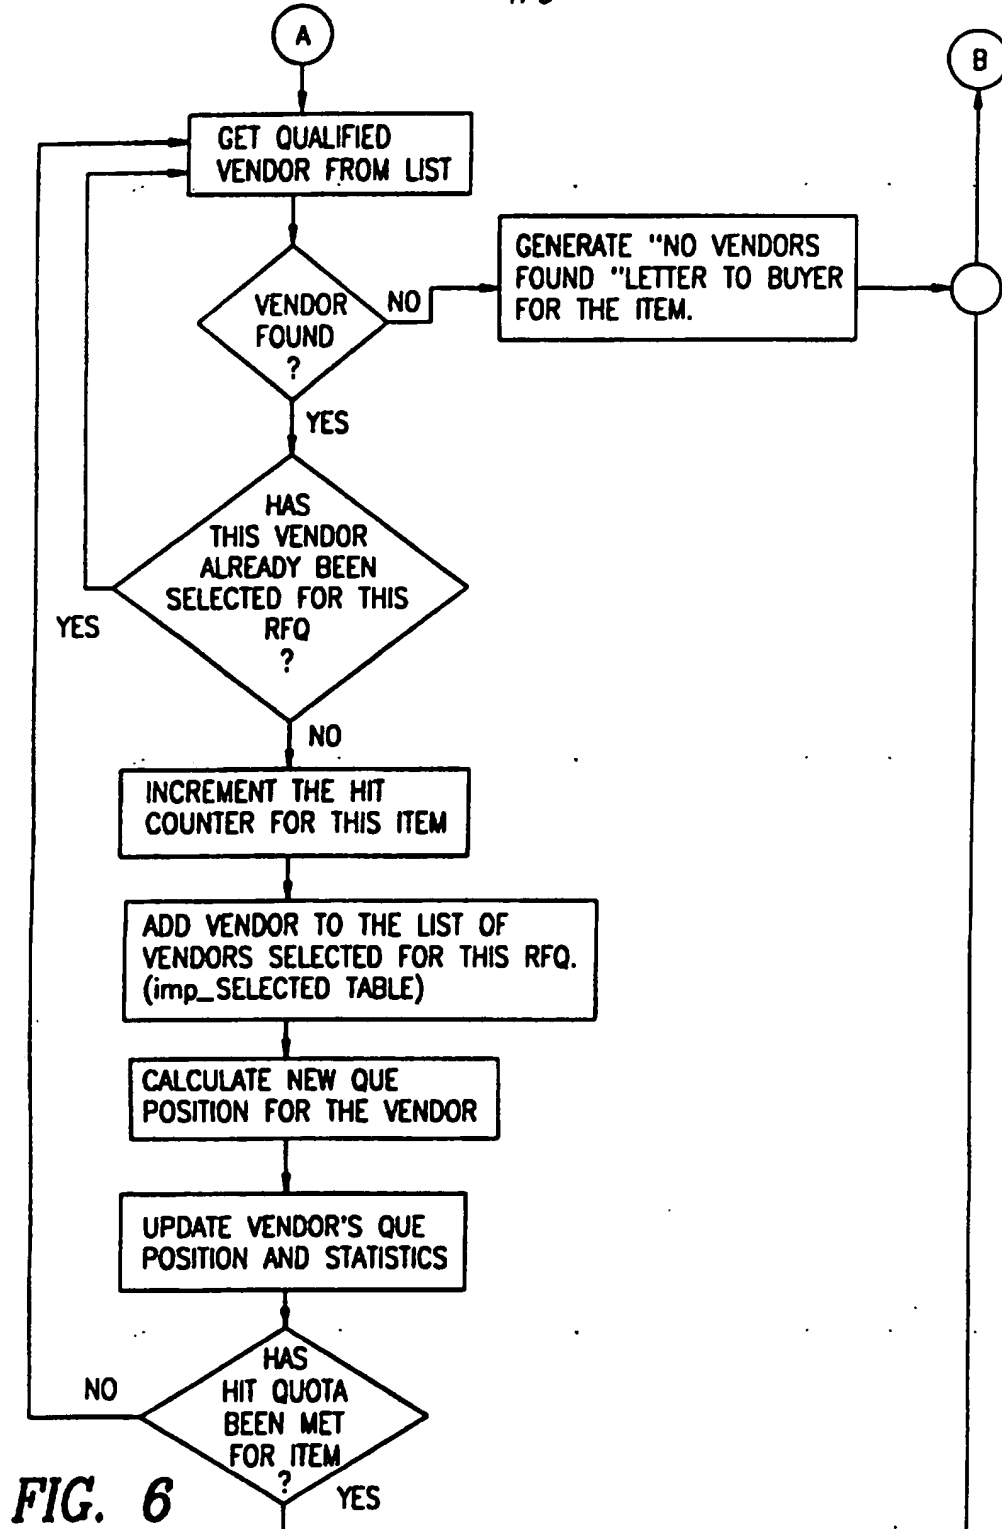 A
B
GET QUALIFIED
VENDOR FROM LIST
GENERATE "NO VENDORS
FOUND "LETTER TO BUYER
FOR THE ITEM.
VENDOR
FOUND
?
NO
YES
HAS
THIS VENDOR
ALREADY BEEN
SELECTED FOR THIS
RFQ
?
YES
NO
INCREMENT THE HIT
COUNTER FOR THIS ITEM
ADD VENDOR TO THE LIST OF
VENDORS SELECTED FOR THIS RFQ.
(imp_SELECTED TABLE)
CALCULATE NEW QUE
POSITION FOR THE VENDOR
UPDATE VENDOR'S QUE
POSITION AND STATISTICS
HAS
HIT QUOTA
BEEN MET
FOR ITEM
?
NO
YES
FIG. 6